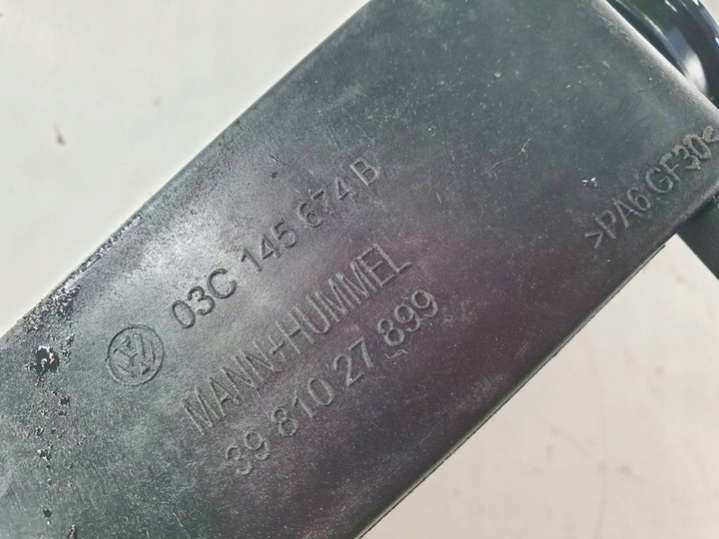 03C 145 674 B
MANN+HUMMEL
39 810 27 899
>PA6 GF30<